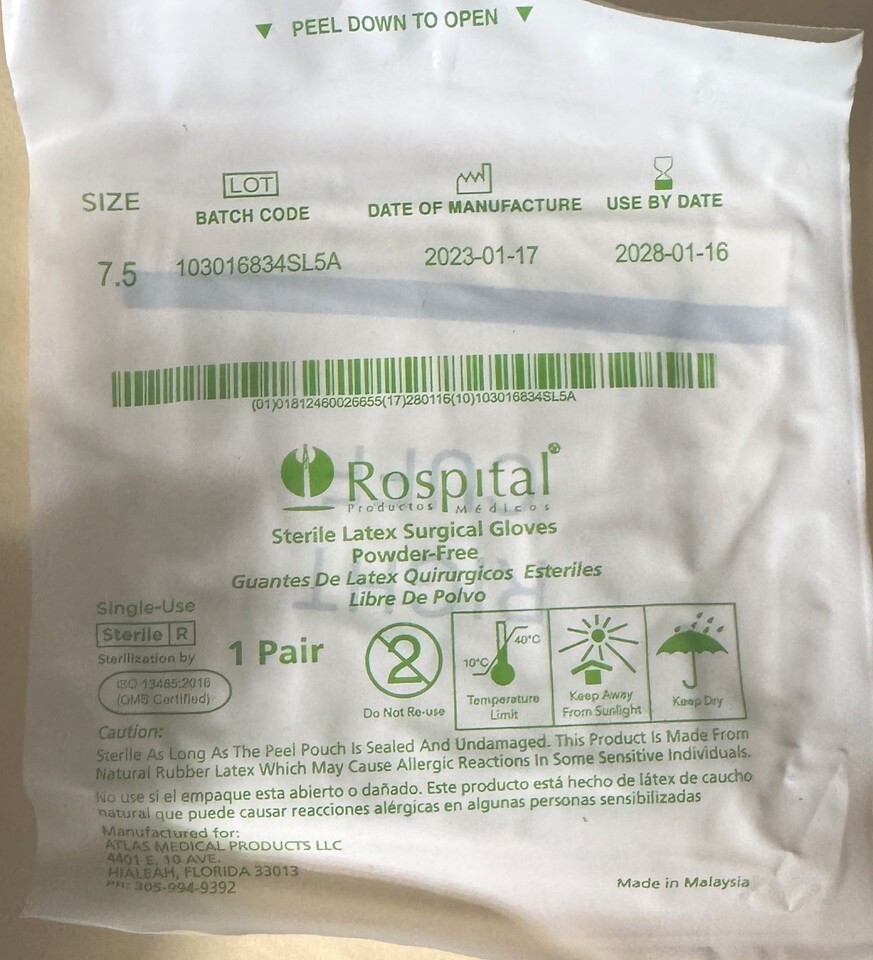 ▼ PEEL DOWN TO OPEN ▼
SIZE
LOT
BATCH CODE
DATE OF MANUFACTURE
USE BY DATE
7.5
103016834SL5A
2023-01-17
2028-01-16
(01)01812460026655(17)280116(10)103016834SL5A
Rospital®
Productos Médicos
Sterile Latex Surgical Gloves
Powder-Free
Guantes De Latex Quirurgicos Esteriles
Libre De Polvo
Single-Use
Sterile R
Sterilization by
ISO 13485:2016
(QMS Certified)
1 Pair
2
Do Not Re-use
40°C
10°C
Temperature
Limit
Keep Away
From Sunlight
Keep Dry
Caution:
Sterile As Long As The Peel Pouch Is Sealed And Undamaged. This Product Is Made From
Natural Rubber Latex Which May Cause Allergic Reactions In Some Sensitive Individuals.
No use si el empaque esta abierto o dañado. Este producto está hecho de látex de caucho
natural que puede causar reacciones alérgicas en algunas personas sensibilizadas
Manufactured for:
ATLAS MEDICAL PRODUCTS LLC
4401 E. 10 AVE.
HIALEAH, FLORIDA 33013
PH: 305-994-9392
Made in Malaysia
RIGHT